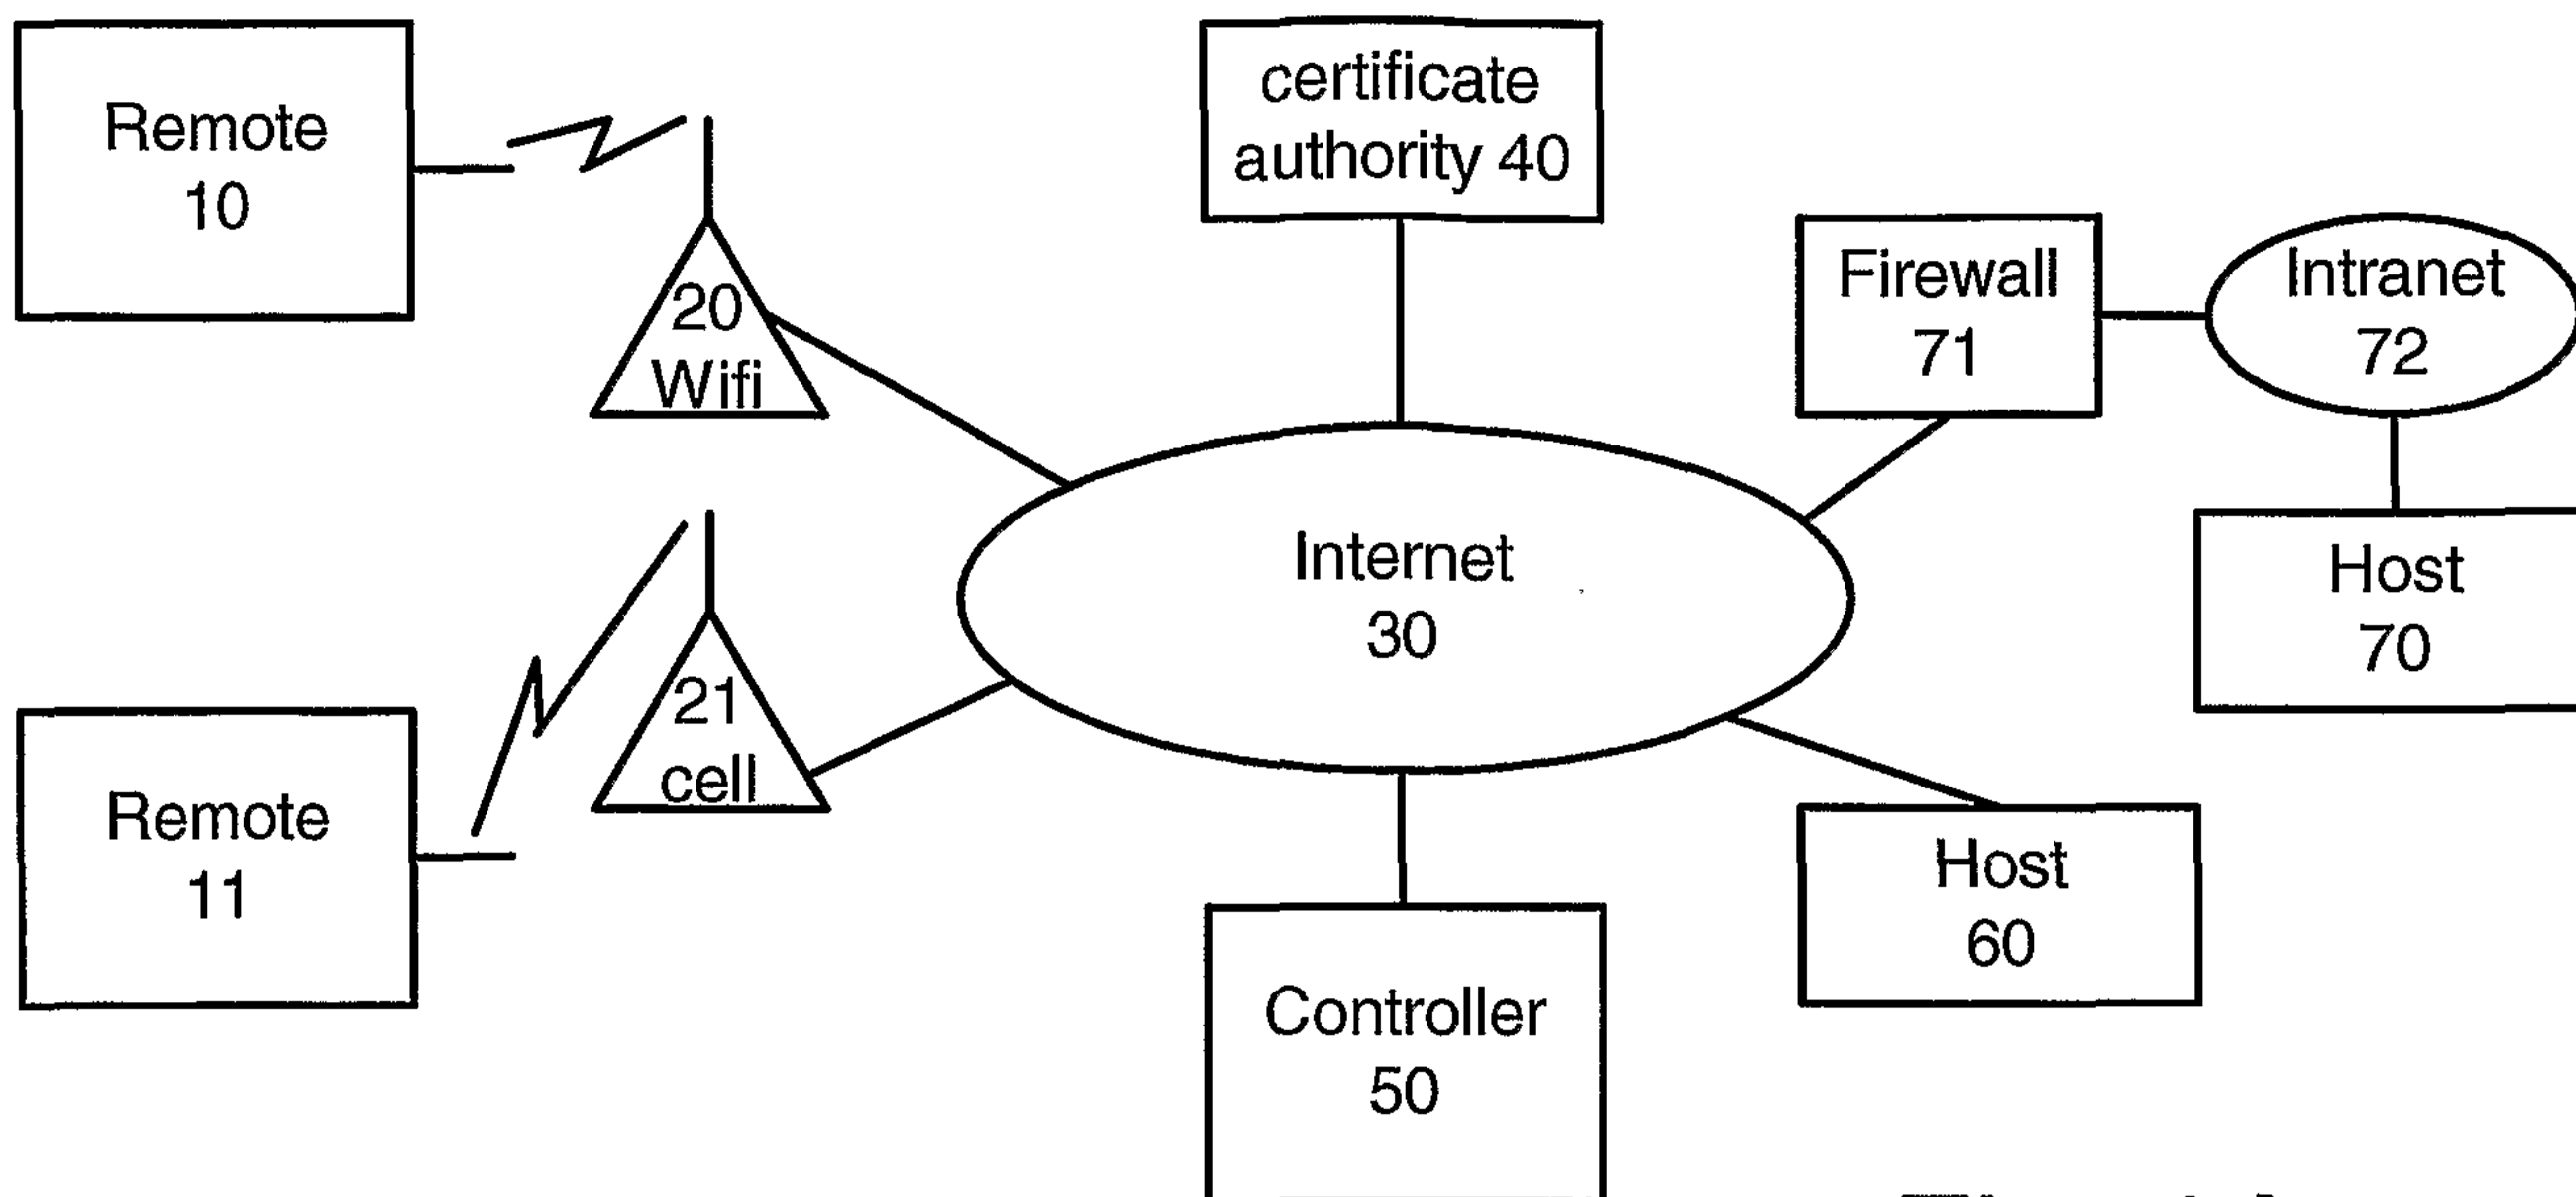 Remote
10
certificate
authority 40
20
Wifi
Firewall
71
Intranet
72
Internet
30
Host
70
21
cell
Remote
11
Host
60
Controller
50